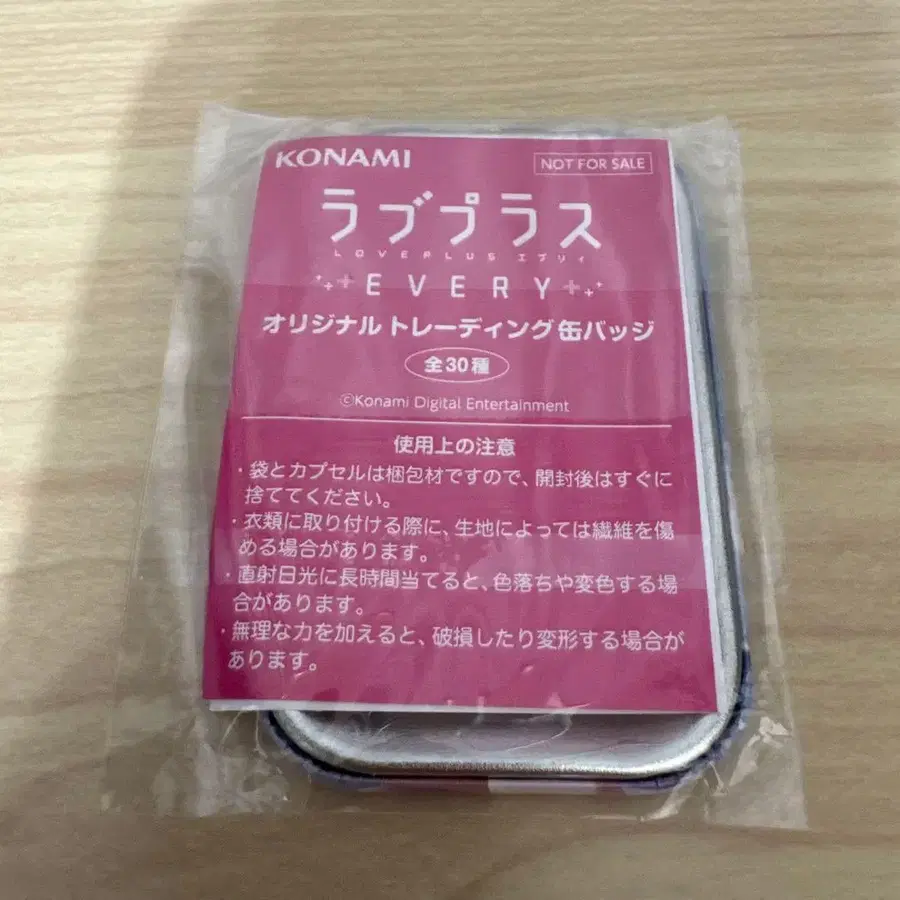 KONAMI
NOT FOR SALE
ラブプラス
LOVEPLUS エブリィ
EVERY
オリジナルトレーディング缶バッジ
全30種
©Konami Digital Entertainment
使用上の注意
・袋とカプセルは梱包材ですので、開封後はすぐに
捨ててください。
・衣類に取り付ける際に、生地によっては繊維を傷
める場合があります。
・直射日光に長時間当てると、色落ちや変色する場
合があります。
・無理な力を加えると、破損したり変形する場合が
あります。